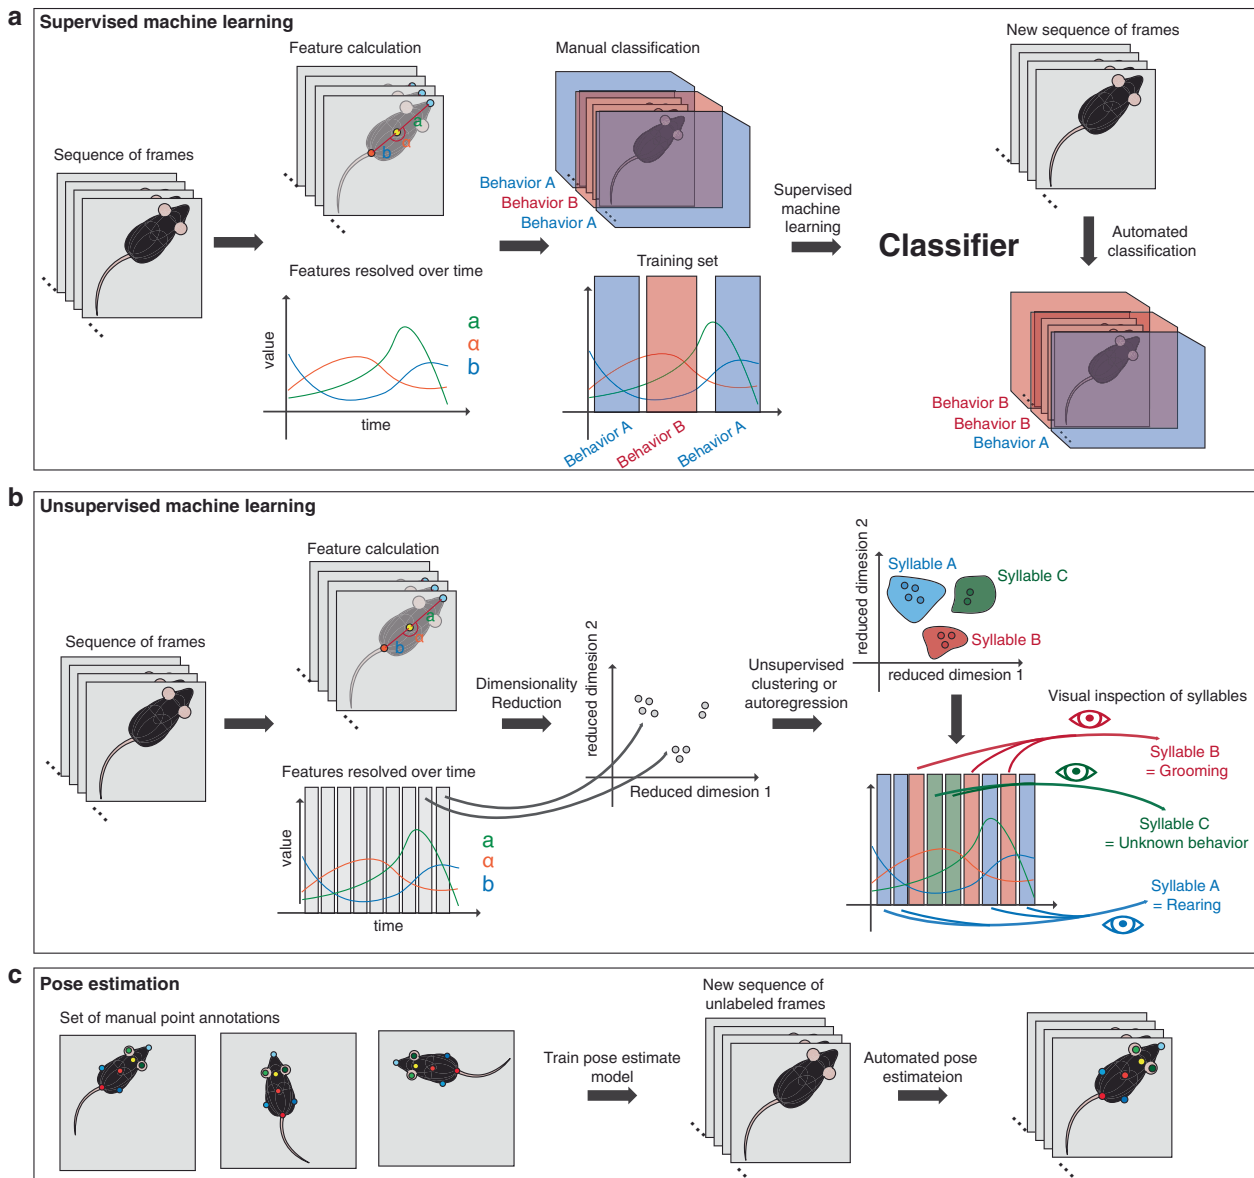 a
Supervised machine learning
Sequence of frames
Feature calculation
a
α
b
Features resolved over time
value
time
a
α
b
Manual classification
Behavior A
Behavior B
Behavior A
Training set
Behavior A
Behavior B
Behavior A
Supervised
machine
learning
Classifier
New sequence of frames
Automated
classification
Behavior B
Behavior B
Behavior A
b
Unsupervised machine learning
Sequence of frames
Feature calculation
a
α
b
Features resolved over time
value
time
a
α
b
Dimensionality
Reduction
reduced dimesion 2
Reduced dimesion 1
Unsupervised
clustering or
autoregression
reduced dimesion 2
reduced dimesion 1
Syllable A
Syllable C
Syllable B
Visual inspection of syllables
Syllable B
= Grooming
Syllable C
= Unknown behavior
Syllable A
= Rearing
c
Pose estimation
Set of manual point annotations
Train pose estimate
model
New sequence of
unlabeled frames
Automated pose
estimateion